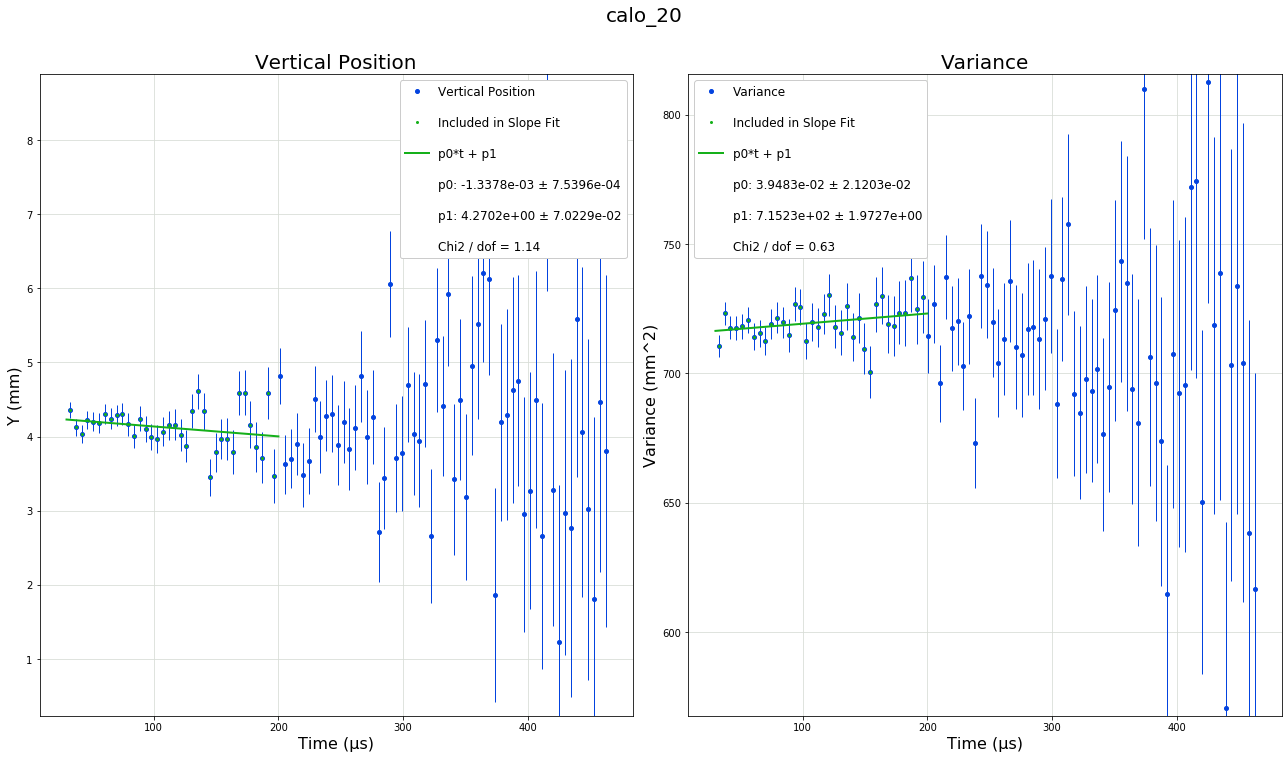 calo_20
Vertical Position
Vertical Position
Included in Slope Fit
p0*t + p1
p0: -1.3378e-03 ± 7.5396e-04
p1: 4.2702e+00 ± 7.0229e-02
Chi2 / dof = 1.14
8
7
6
5
4
3
2
1
Y (mm)
100
200
300
400
Time (μs)
Variance
Variance
Included in Slope Fit
p0*t + p1
p0: 3.9483e-02 ± 2.1203e-02
p1: 7.1523e+02 ± 1.9727e+00
Chi2 / dof = 0.63
800
750
700
650
600
Variance (mm^2)
100
200
300
400
Time (μs)